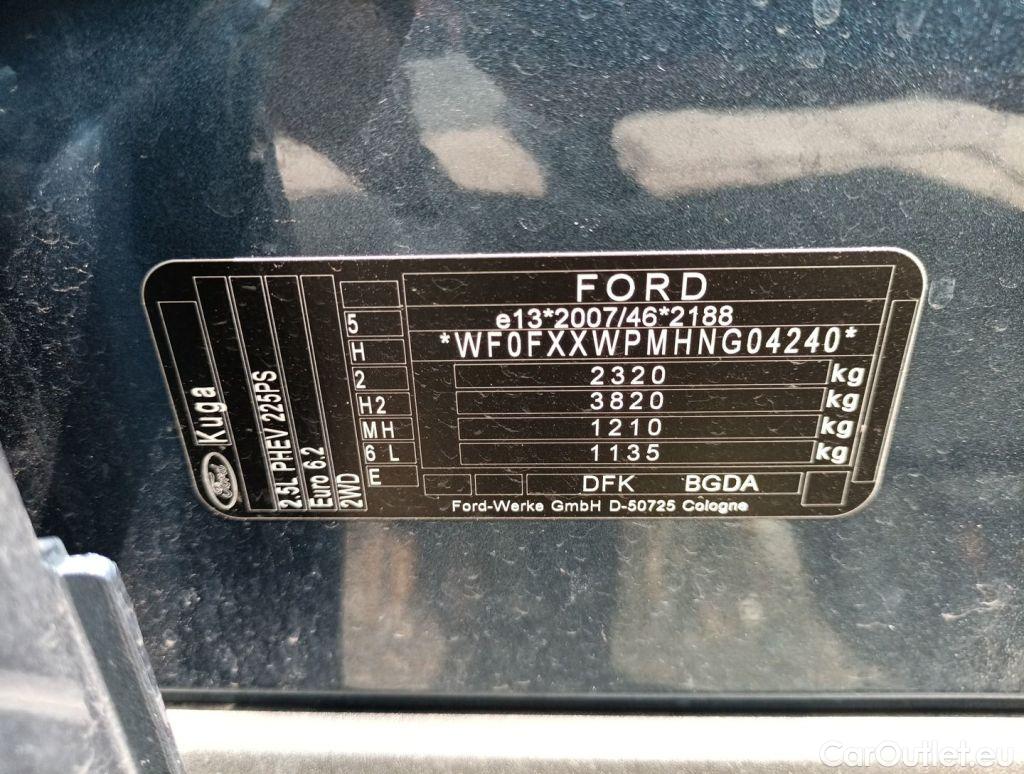 FORD
e13*2007/46*2188
*WF0FXXWPMHNG04240*
2320 kg
3820 kg
1210 kg
1135 kg
DFK BGDA
Ford-Werke GmbH D-50725 Cologne
5
H
2
H2
MH
6 L
E
Ford Kuga
2.5L PHEV 225PS
Euro 6.2
2WD
CarOutlet.eu